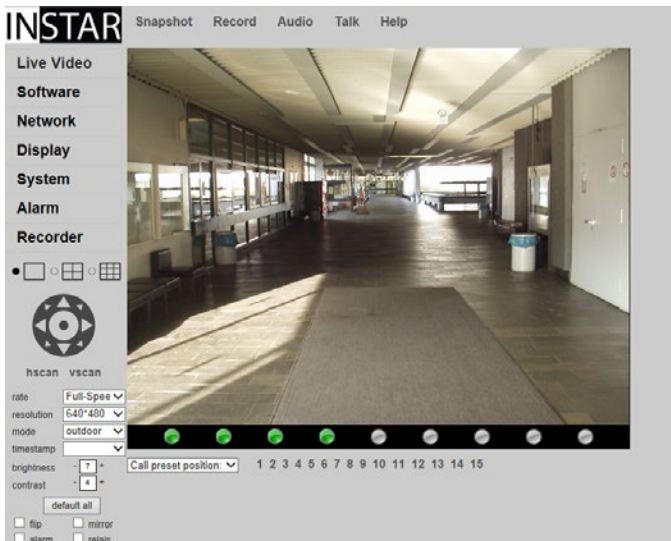 INSTAR
Snapshot Record Audio Talk Help
Live Video
Software
Network
Display
System
Alarm
Recorder
hscan vscan
rate Full-Spee
resolution 640*480
mode outdoor
timestamp
brightness - 7 +
contrast - 4 +
default all
flip mirror
alarm relais
Call preset position: 1 2 3 4 5 6 7 8 9 10 11 12 13 14 15